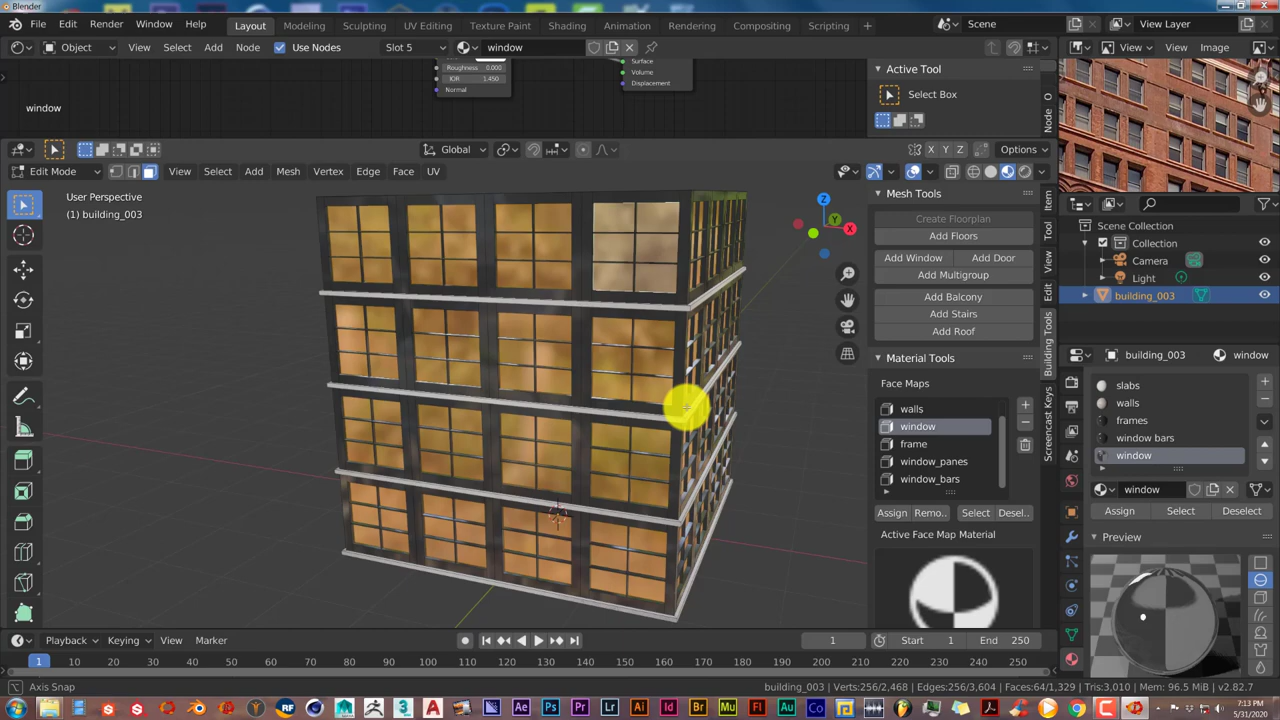 Blender
File Edit Render Window Help Layout Modeling Sculpting UV Editing Texture Paint Shading Animation Rendering Compositing Scripting Scene View Layer
Object View Select Add Node Use Nodes Slot 5 window View Image
Roughness 0.000
IOR 1.450
Normal
Surface
Volume
Displacement
window
Active Tool
Select Box
Node
Global X Y Z Options
Edit Mode View Select Add Mesh Vertex Edge Face UV
User Perspective
(1) building_003
Z
Y
X
Mesh Tools
Create Floorplan
Add Floors
Add Window Add Door
Add Multigroup
Add Balcony
Add Stairs
Add Roof
Material Tools
Face Maps
walls
window
frame
window_panes
window_bars
Assign Remo.. Select Desel..
Active Face Map Material
Item
Tool
View
Edit
Building Tools
Screencast Keys
Scene Collection
Collection
Camera
Light
building_003
building_003 window
slabs
walls
frames
window bars
window
window
Assign Select Deselect
Preview
Playback Keying View Marker 1 Start 1 End 250
1 10 20 30 40 50 60 70 80 90 100 110 120 130 140 150 160 170 180 190 200 210 220 230 240 250
Axis Snap building_003 | Verts:256/2,468 | Edges:256/3,604 | Faces:64/1,329 | Tris:3,010 | Mem: 96.5 MiB | v2.82.7
7:13 PM
5/31/2020